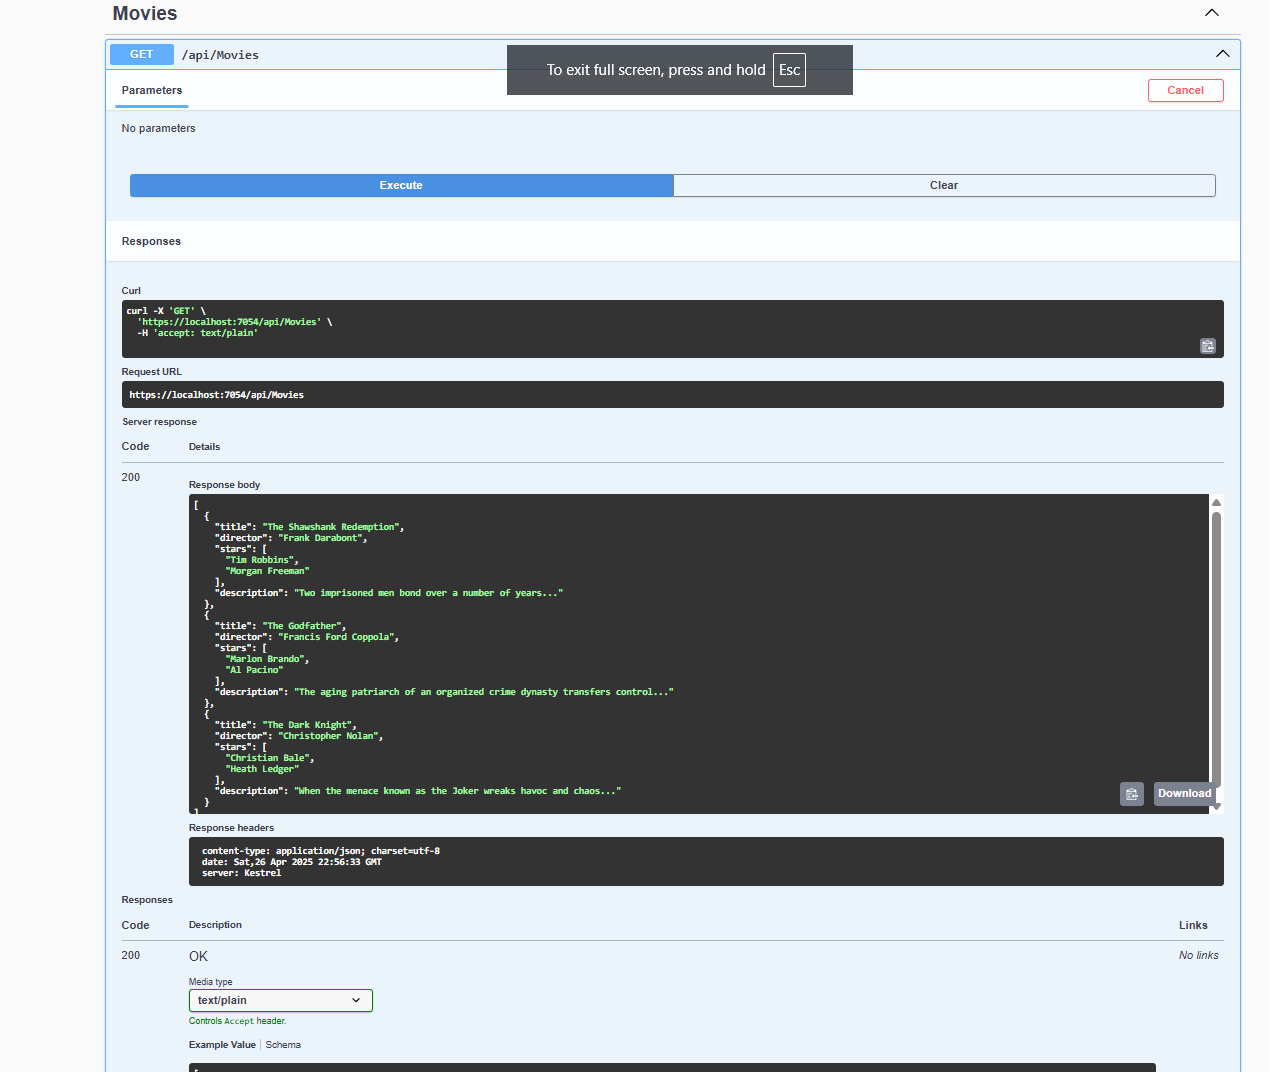 Movies
GET /api/Movies
To exit full screen, press and hold Esc
Parameters
Cancel
No parameters
Execute
Clear
Responses
Curl
curl -X 'GET' \
  'https://localhost:7054/api/Movies' \
  -H 'accept: text/plain'
Request URL
https://localhost:7054/api/Movies
Server response
Code Details
200
Response body
[
  {
    "title": "The Shawshank Redemption",
    "director": "Frank Darabont",
    "stars": [
      "Tim Robbins",
      "Morgan Freeman"
    ],
    "description": "Two imprisoned men bond over a number of years..."
  },
  {
    "title": "The Godfather",
    "director": "Francis Ford Coppola",
    "stars": [
      "Marlon Brando",
      "Al Pacino"
    ],
    "description": "The aging patriarch of an organized crime dynasty transfers control..."
  },
  {
    "title": "The Dark Knight",
    "director": "Christopher Nolan",
    "stars": [
      "Christian Bale",
      "Heath Ledger"
    ],
    "description": "When the menace known as the Joker wreaks havoc and chaos..."
  }
]
Download
Response headers
content-type: application/json; charset=utf-8
date: Sat,26 Apr 2025 22:56:33 GMT
server: Kestrel
Responses
Code Description Links
200 OK No links
Media type
text/plain
Controls Accept header.
Example Value | Schema
[